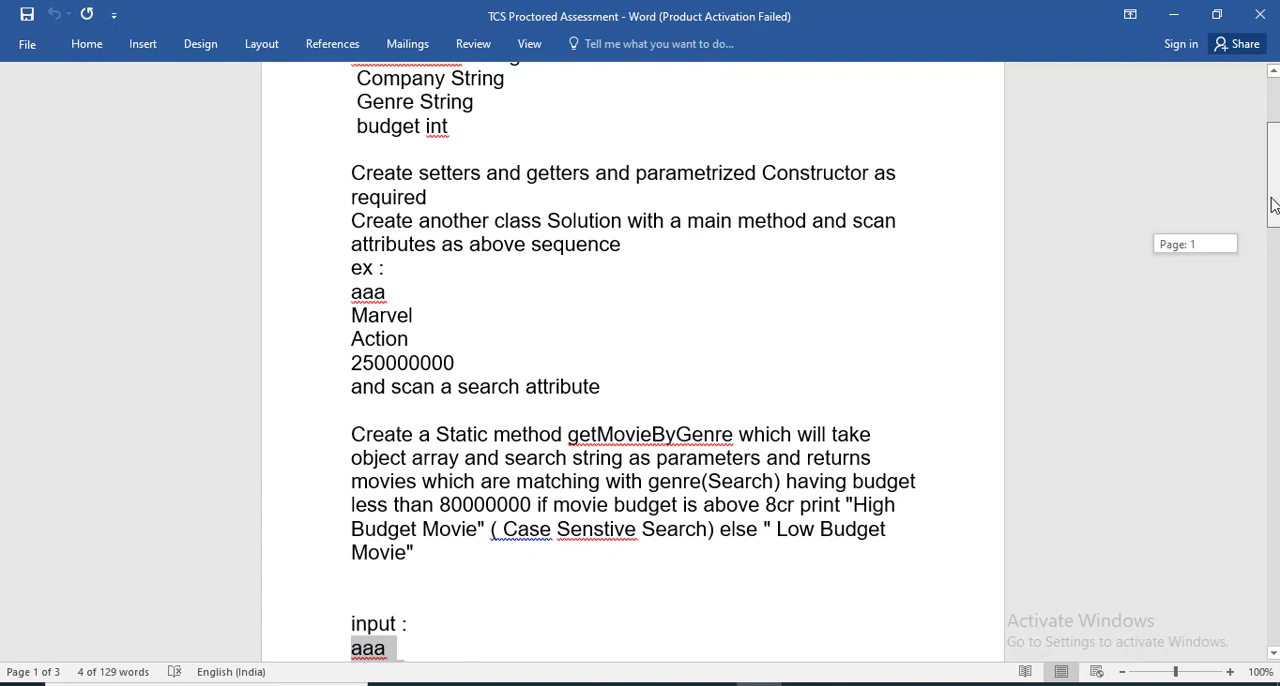 TCS Proctored Assessment - Word (Product Activation Failed)
File Home Insert Design Layout References Mailings Review View Tell me what you want to do... Sign in Share
Company String
Genre String
budget int
Create setters and getters and parametrized Constructor as
required
Create another class Solution with a main method and scan
attributes as above sequence
ex :
aaa
Marvel
Action
250000000
and scan a search attribute
Page: 1
Create a Static method getMovieByGenre which will take
object array and search string as parameters and returns
movies which are matching with genre(Search) having budget
less than 80000000 if movie budget is above 8cr print "High
Budget Movie" ( Case Senstive Search) else " Low Budget
Movie"
input :
aaa
Activate Windows
Go to Settings to activate Windows.
Page 1 of 3 4 of 129 words English (India) 100%